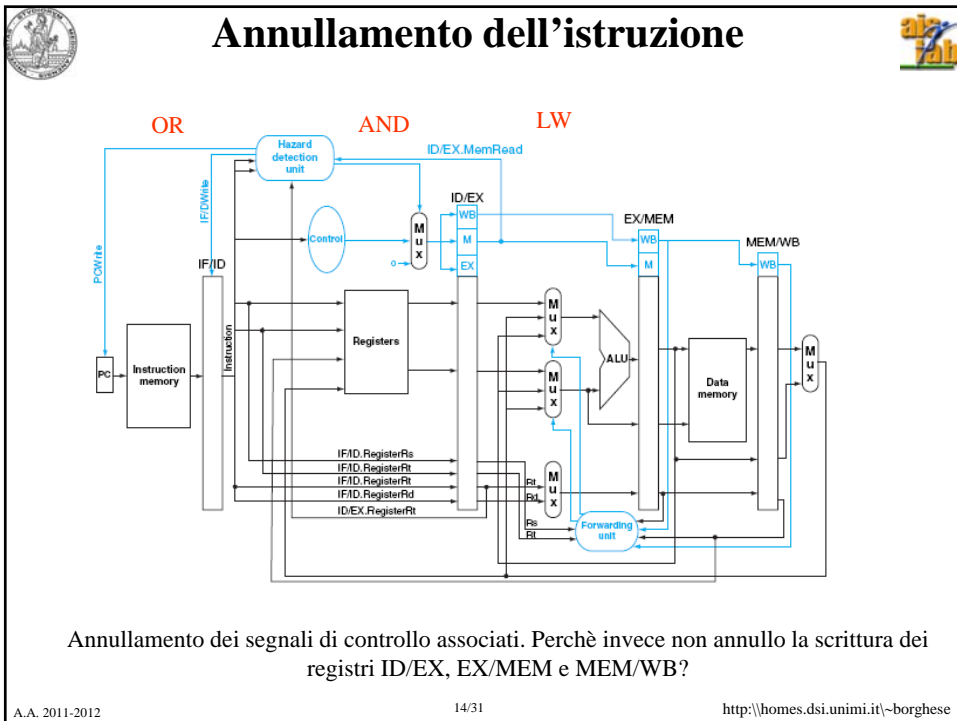 Annullamento dell'istruzione
OR
AND
LW
Hazard
detection
unit
ID/EX.MemRead
ID/EX
IF/DWrite
PCWrite
Control
0
M
u
x
WB
M
EX
EX/MEM
WB
M
MEM/WB
WB
IF/ID
PC
Instruction
memory
Instruction
Registers
M
u
x
M
u
x
ALU
Data
memory
M
u
x
IF/ID.RegisterRs
IF/ID.RegisterRt
IF/ID.RegisterRt
IF/ID.RegisterRd
ID/EX.RegisterRt
Rt
Rd
M
u
x
Rs
Rt
Forwarding
unit
Annullamento dei segnali di controllo associati. Perchè invece non annullo la scrittura dei
registri ID/EX, EX/MEM e MEM/WB?
A.A. 2011-2012
14/31
http:\\homes.dsi.unimi.it\~borghese